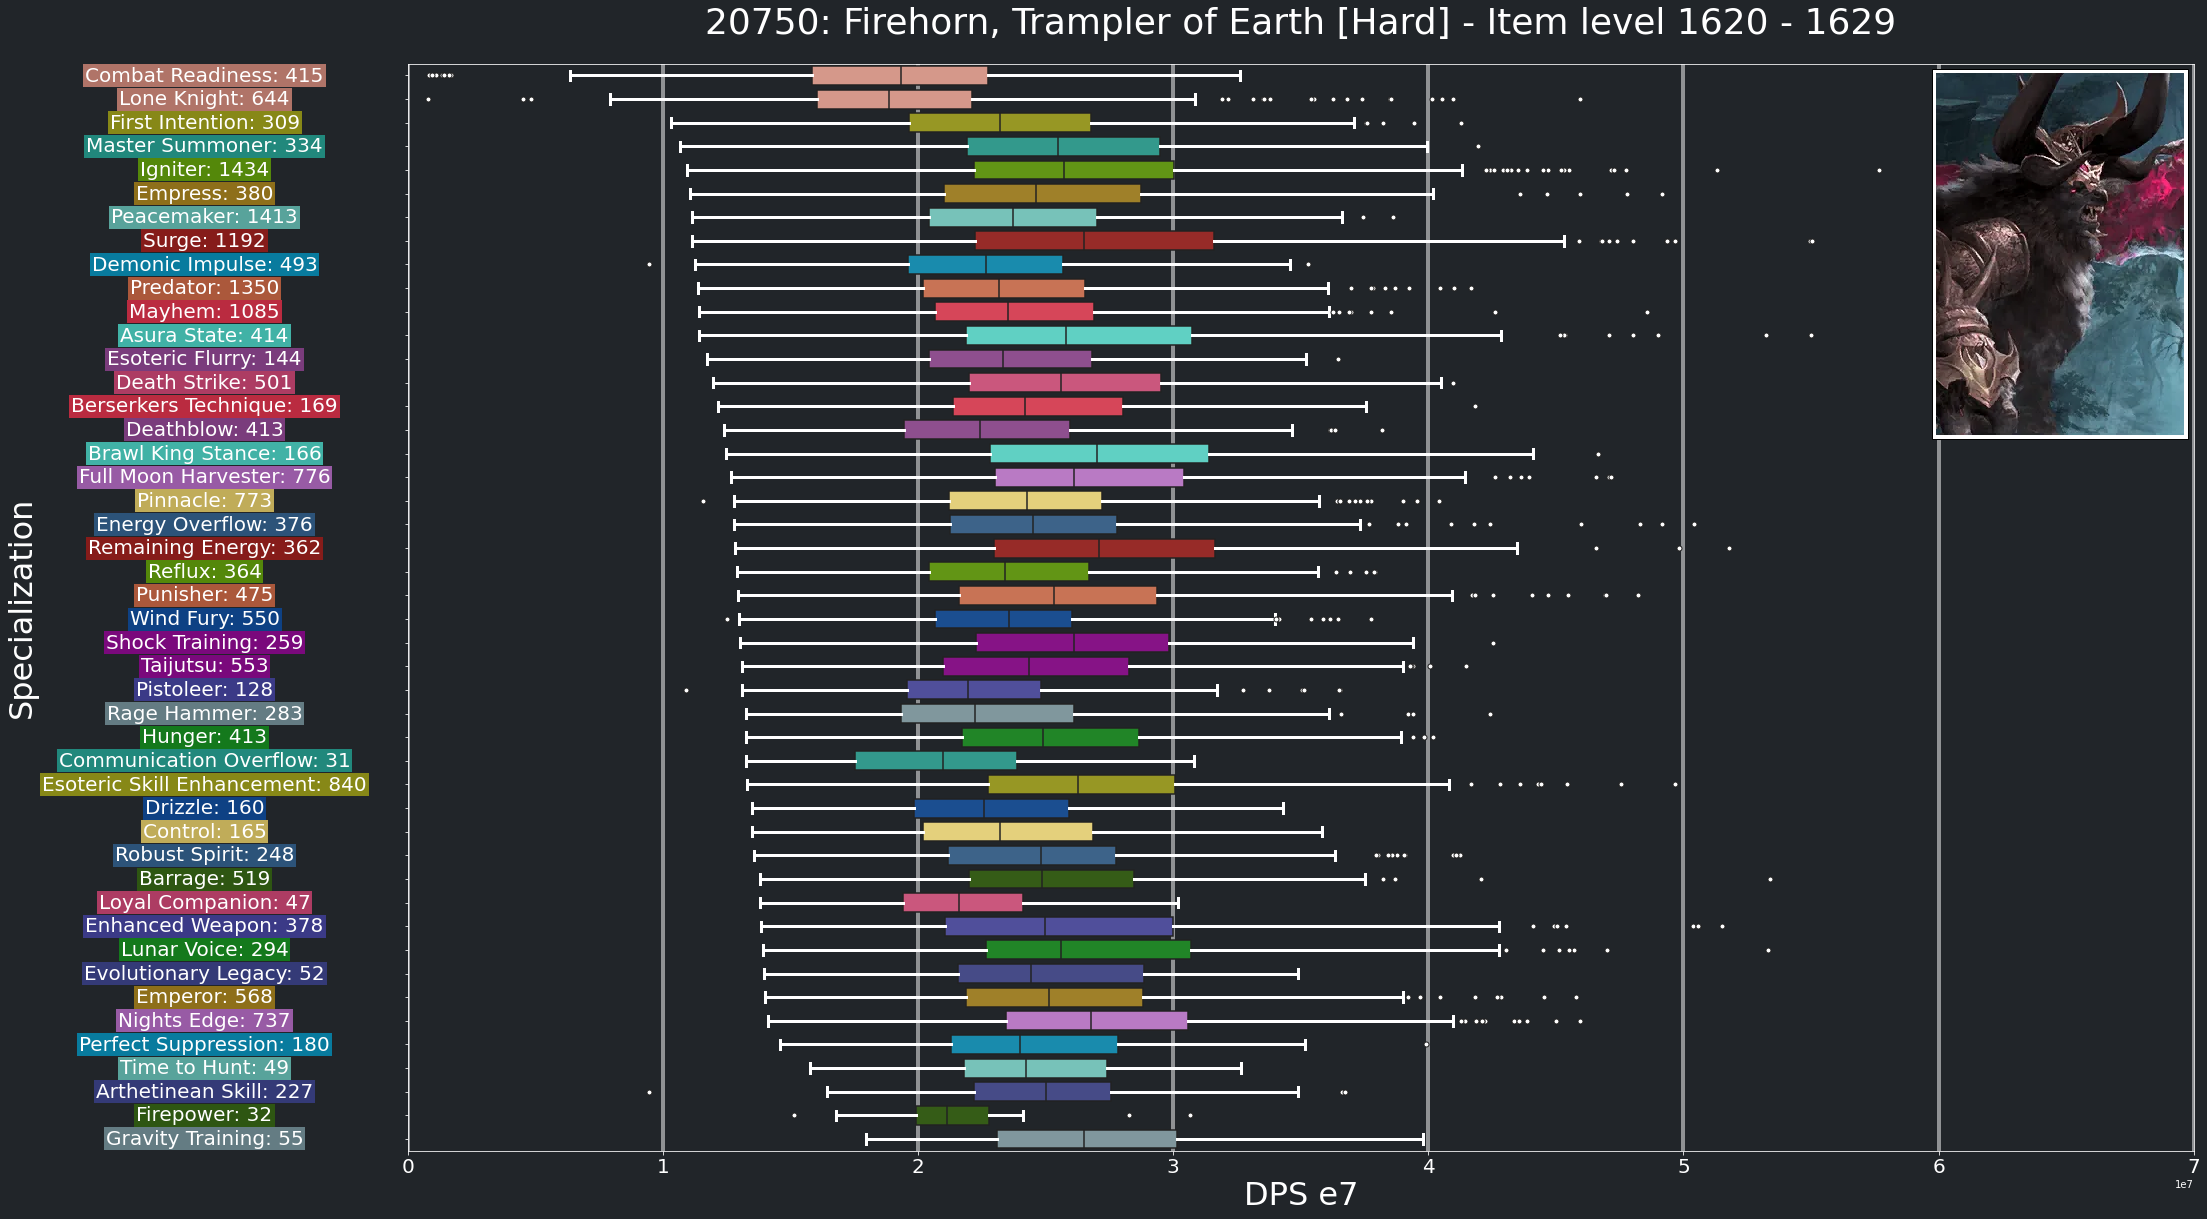 20750: Firehorn, Trampler of Earth [Hard] - Item level 1620 - 1629
Specialization
Combat Readiness: 415
Lone Knight: 644
First Intention: 309
Master Summoner: 334
Igniter: 1434
Empress: 380
Peacemaker: 1413
Surge: 1192
Demonic Impulse: 493
Predator: 1350
Mayhem: 1085
Asura State: 414
Esoteric Flurry: 144
Death Strike: 501
Berserkers Technique: 169
Deathblow: 413
Brawl King Stance: 166
Full Moon Harvester: 776
Pinnacle: 773
Energy Overflow: 376
Remaining Energy: 362
Reflux: 364
Punisher: 475
Wind Fury: 550
Shock Training: 259
Taijutsu: 553
Pistoleer: 128
Rage Hammer: 283
Hunger: 413
Communication Overflow: 31
Esoteric Skill Enhancement: 840
Drizzle: 160
Control: 165
Robust Spirit: 248
Barrage: 519
Loyal Companion: 47
Enhanced Weapon: 378
Lunar Voice: 294
Evolutionary Legacy: 52
Emperor: 568
Nights Edge: 737
Perfect Suppression: 180
Time to Hunt: 49
Arthetinean Skill: 227
Firepower: 32
Gravity Training: 55
0 1 2 3 4 5 6 7
1e7
DPS e7